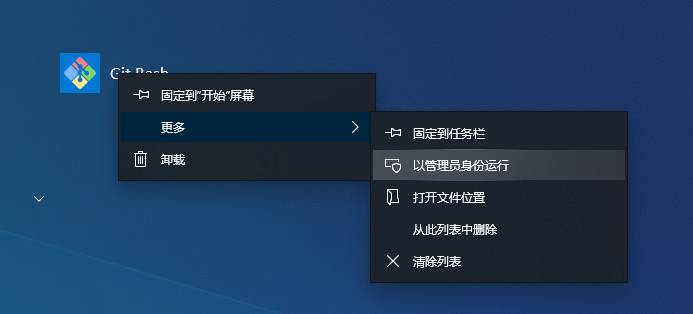 Git Bash
固定到"开始"屏幕
更多
卸载
固定到任务栏
以管理员身份运行
打开文件位置
从此列表中删除
清除列表